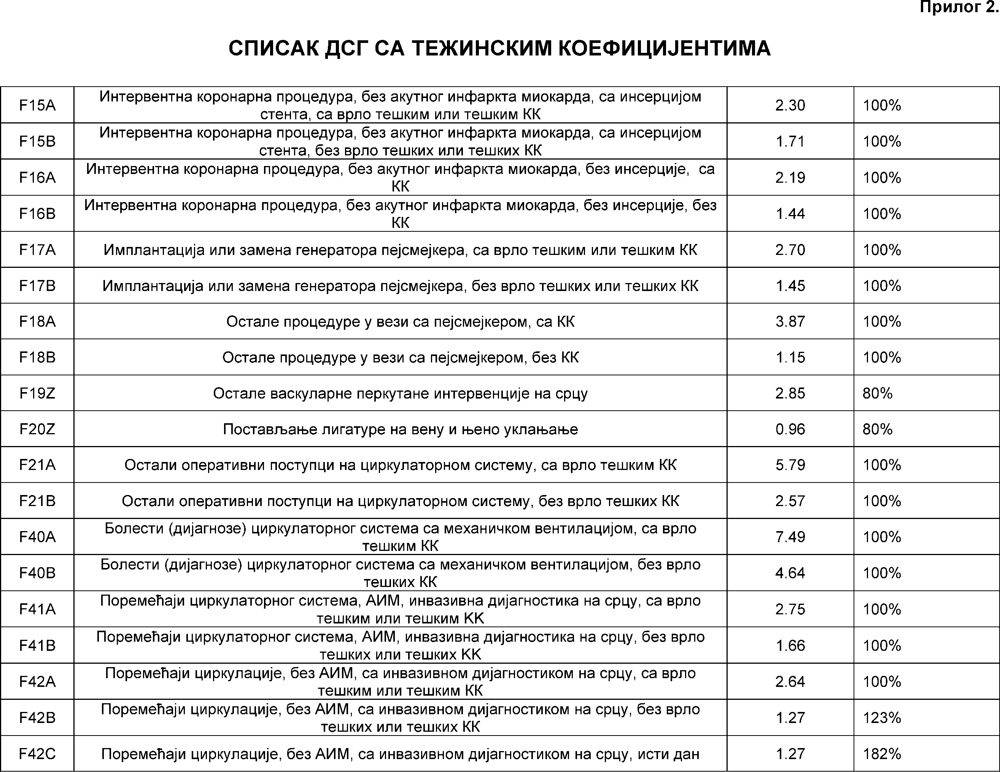 Прилог 2.
СПИСАК ДСГ СА ТЕЖИНСКИМ КОЕФИЦИЈЕНТИМА
F15A Интервентна коронарна процедура, без акутног инфаркта миокарда, са инсерцијом 2.30 100%
стента, са врло тешким или тешким КК
F15B Интервентна коронарна процедура, без акутног инфаркта миокарда, са инсерцијом 1.71 100%
стента, без врло тешких или тешких КК
F16A Интервентна коронарна процедура, без акутног инфаркта миокарда, без инсерције, са 2.19 100%
КК
F16B Интервентна коронарна процедура, без акутног инфаркта миокарда, без инсерције, без 1.44 100%
КК
F17A Имплантација или замена генератора пејсмејкера, са врло тешким или тешким КК 2.70 100%
F17B Имплантација или замена генератора пејсмејкера, без врло тешких или тешких КК 1.45 100%
F18A Остале процедуре у вези са пејсмејкером, са КК 3.87 100%
F18B Остале процедуре у вези са пејсмејкером, без КК 1.15 100%
F19Z Остале васкуларне перкутане интервенције на срцу 2.85 80%
F20Z Постављање лигатуре на вену и њено уклањање 0.96 80%
F21A Остали оперативни поступци на циркулаторном систему, са врло тешким КК 5.79 100%
F21B Остали оперативни поступци на циркулаторном систему, без врло тешких КК 2.57 100%
F40A Болести (дијагнозе) циркулаторног система са механичком вентилацијом, са врло 7.49 100%
тешким КК
F40B Болести (дијагнозе) циркулаторног система са механичком вентилацијом, без врло 4.64 100%
тешких КК
F41A Поремећаји циркулаторног система, АИМ, инвазивна дијагностика на срцу, са врло 2.75 100%
тешким или тешким КК
F41B Поремећаји циркулаторног система, АИМ, инвазивна дијагностика на срцу, без врло 1.66 100%
тешких или тешких КК
F42A Поремећаји циркулације, без АИМ, са инвазивном дијагностиком на срцу, са врло 2.64 100%
тешким или тешким КК
F42B Поремећаји циркулације, без АИМ, са инвазивном дијагностиком на срцу, без врло 1.27 123%
тешких или тешких КК
F42C Поремећаји циркулације, без АИМ, са инвазивном дијагностиком на срцу, исти дан 1.27 182%